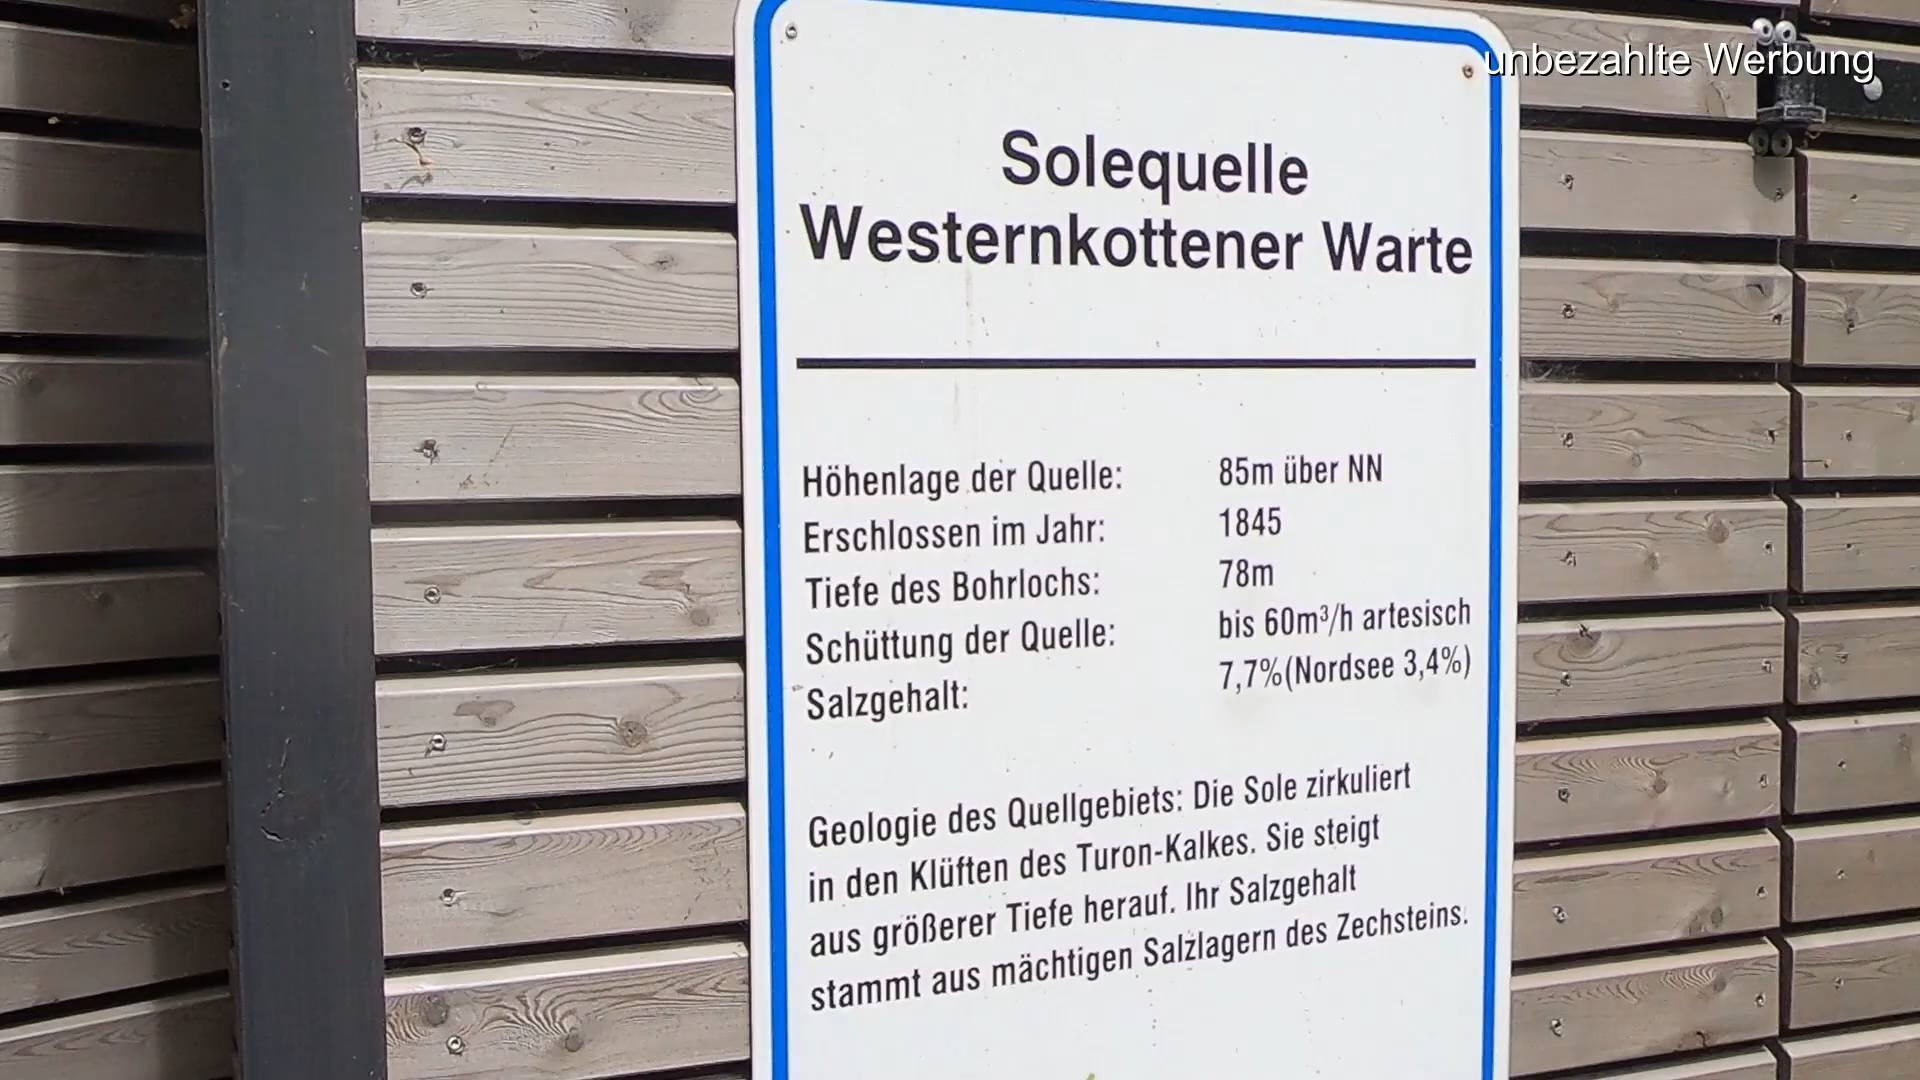 unbezahlte Werbung
Solequelle
Westernkottener Warte
Höhenlage der Quelle: 85m über NN
Erschlossen im Jahr: 1845
Tiefe des Bohrlochs: 78m
Schüttung der Quelle: bis 60m³/h artesisch
Salzgehalt: 7,7%(Nordsee 3,4%)
Geologie des Quellgebiets: Die Sole zirkuliert
in den Klüften des Turon-Kalkes. Sie steigt
aus größerer Tiefe herauf. Ihr Salzgehalt
stammt aus mächtigen Salzlagern des Zechsteins.